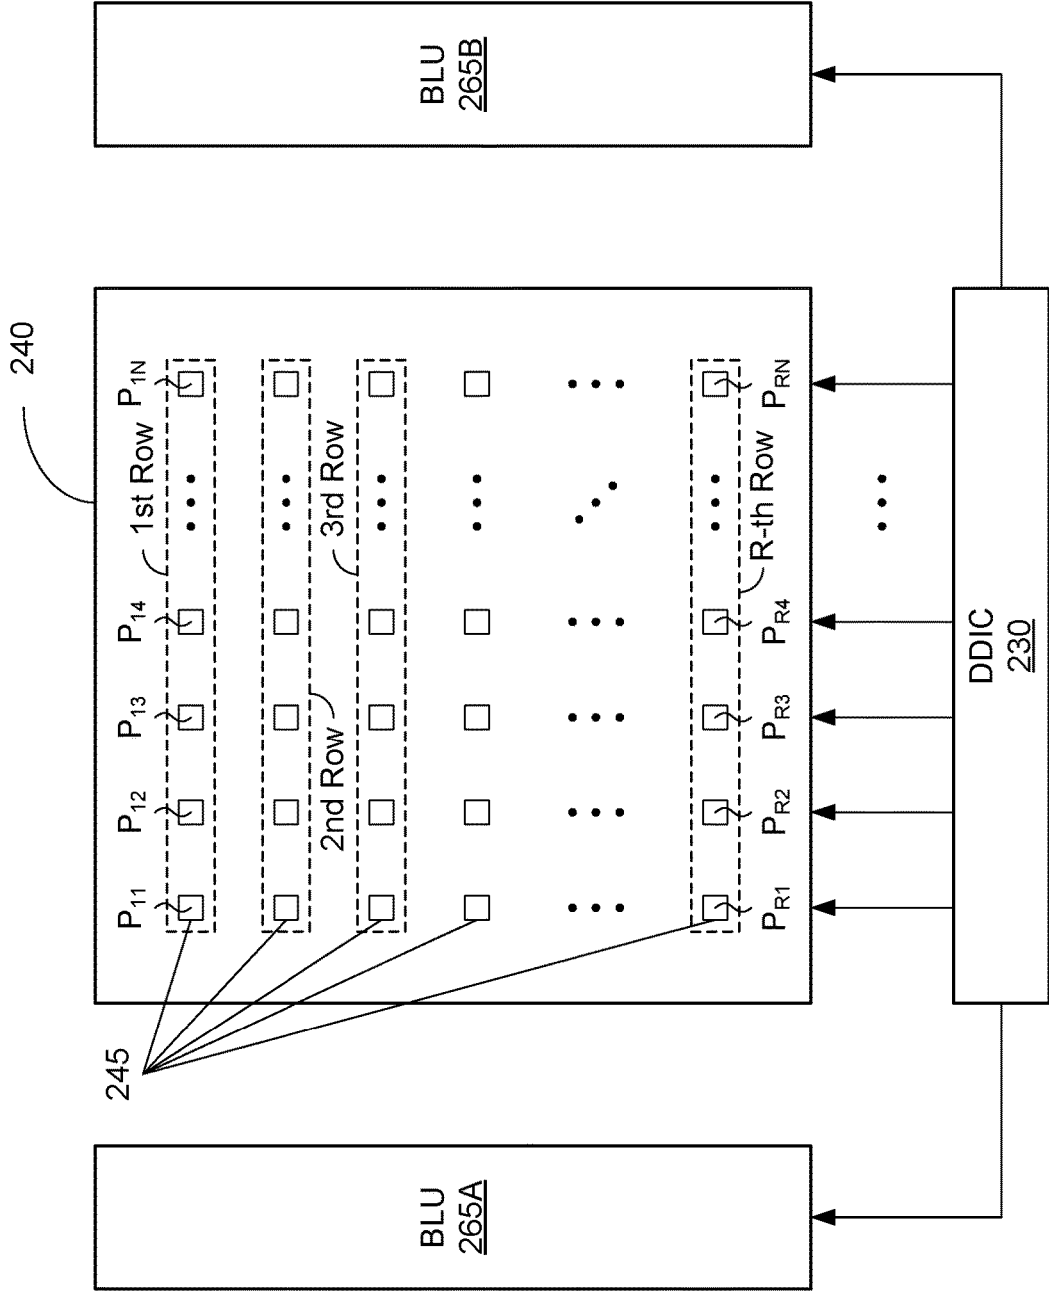 240
BLU
265A
BLU
265B
245
P11
P12
P13
P14
P1N
1st Row
2nd Row
3rd Row
R-th Row
PR1
PR2
PR3
PR4
PRN
DDIC
230